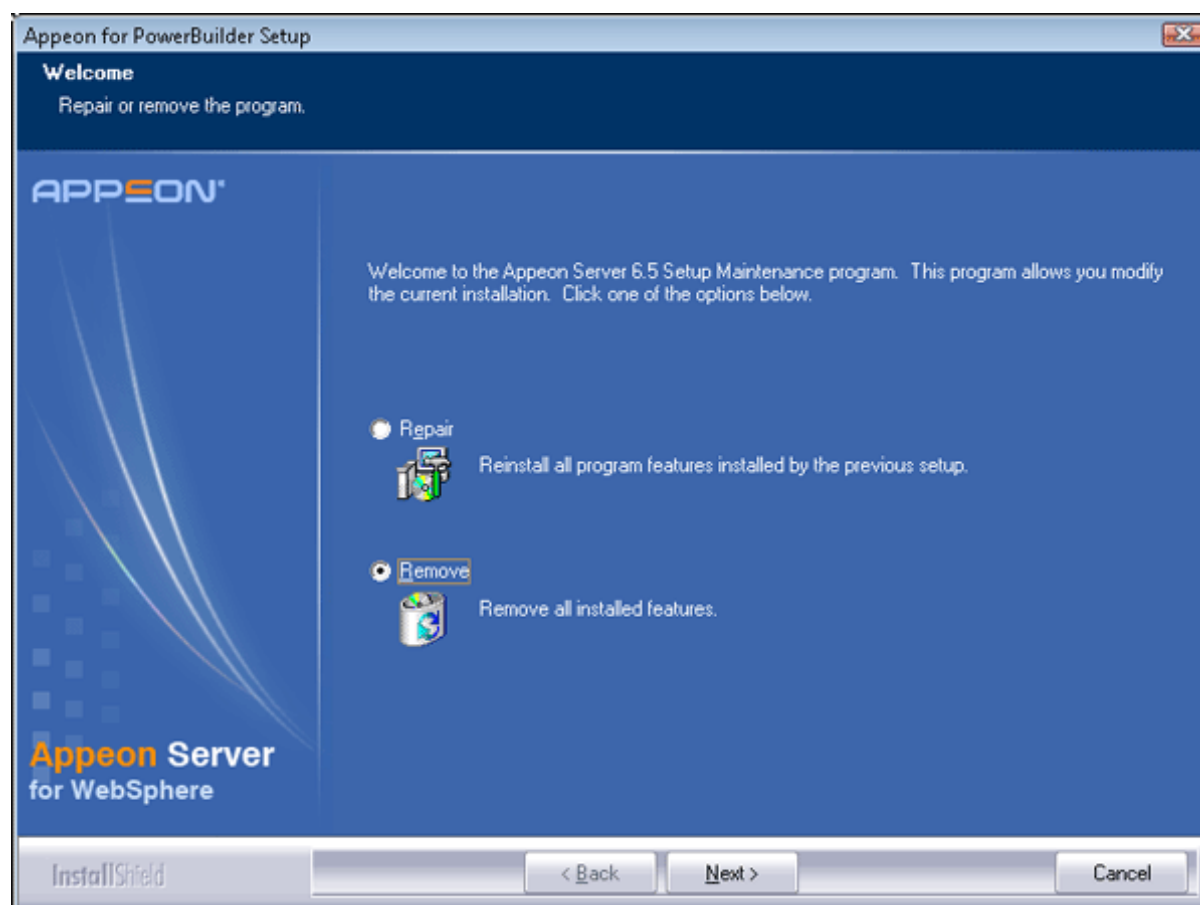 Appeon for PowerBuilder Setup
Welcome
Repair or remove the program.
APPEON
Welcome to the Appeon Server 6.5 Setup Maintenance program. This program allows you modify
the current installation. Click one of the options below.
Repair
Reinstall all program features installed by the previous setup.
Remove
Remove all installed features.
Appeon Server
for WebSphere
InstallShield
< Back
Next >
Cancel